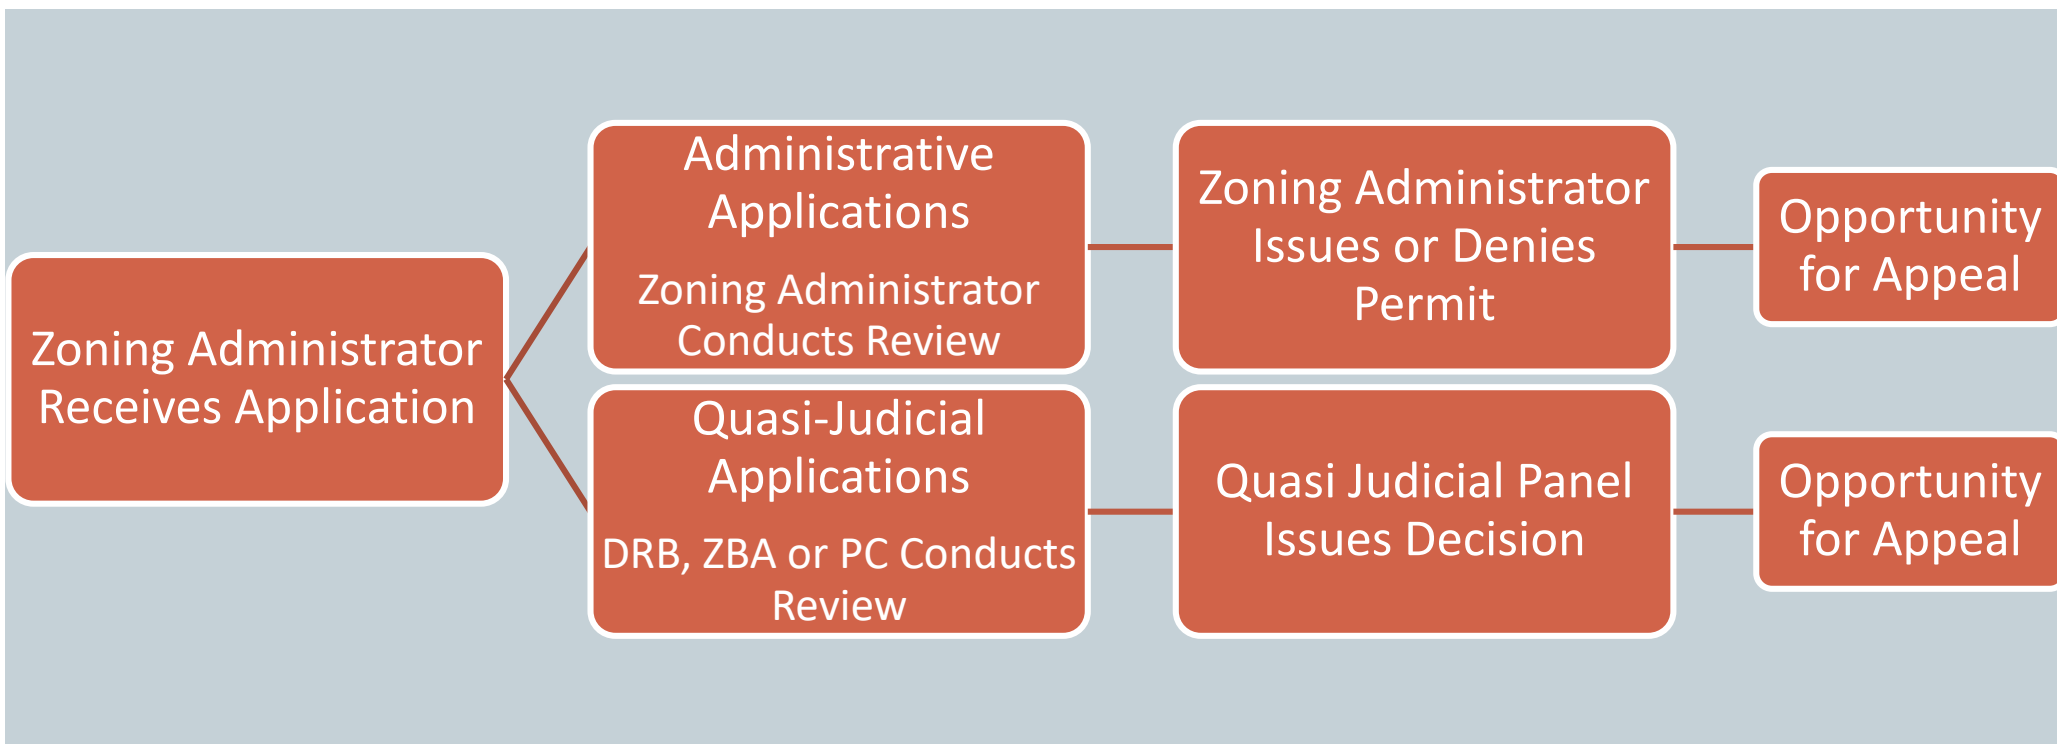 Zoning Administrator
Receives Application
Administrative
Applications
Zoning Administrator
Conducts Review
Zoning Administrator
Issues or Denies
Permit
Opportunity
for Appeal
Quasi-Judicial
Applications
DRB, ZBA or PC Conducts
Review
Quasi Judicial Panel
Issues Decision
Opportunity
for Appeal